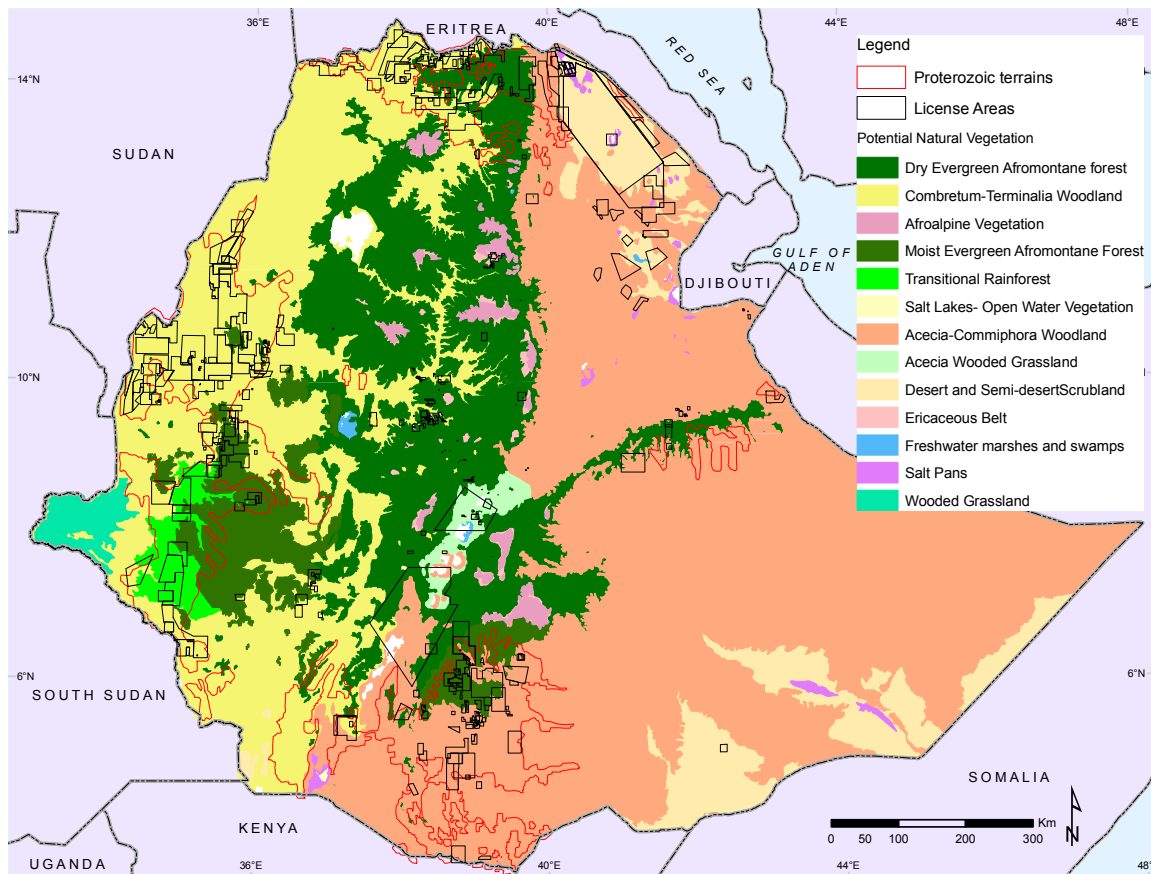 36°E
40°E
44°E
48°E
ERITREA
RED SEA
14°N
SUDAN
Legend
Proterozoic terrains
License Areas
Potential Natural Vegetation
Dry Evergreen Afromontane forest
Combretum-Terminalia Woodland
Afroalpine Vegetation
Moist Evergreen Afromontane Forest
Transitional Rainforest
Salt Lakes- Open Water Vegetation
Acecia-Commiphora Woodland
Acecia Wooded Grassland
Desert and Semi-desertScrubland
Ericaceous Belt
Freshwater marshes and swamps
Salt Pans
Wooded Grassland
GULF OF
ADEN
DJIBOUTI
10°N
6°N
6°N
SOUTH SUDAN
SOMALIA
KENYA
UGANDA
Km
0 50 100 200 300
N
36°E
40°E
44°E